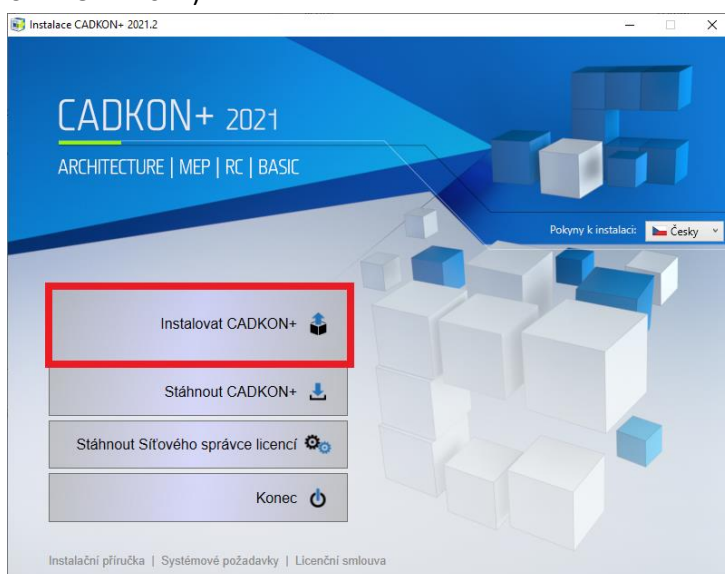 Instalace CADKON+ 2021.2
CADKON+ 2021
ARCHITECTURE | MEP | RC | BASIC
Pokyny k instalaci: Česky
Instalovat CADKON+
Stáhnout CADKON+
Stáhnout Síťového správce licencí
Konec
Instalační příručka | Systémové požadavky | Licenční smlouva